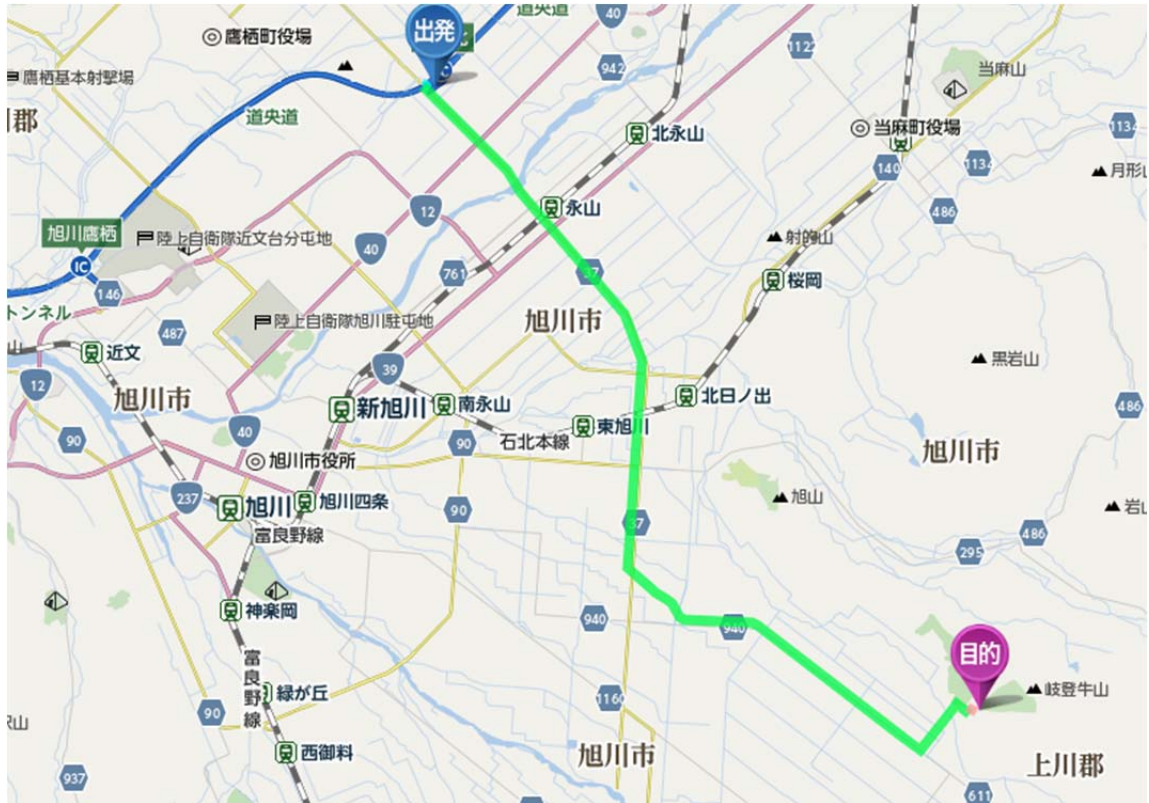 道央道
出発
鷹栖町役場
40
942
1122
当麻山
鷹栖基本射撃場
道央道
郡
北永山
当麻町役場
1134
140
1134
月形山
永山
486
12
旭川鷹栖
陸上自衛隊近文台分屯地
40
射的山
IC
761
37
桜岡
146
トンネル
487
陸上自衛隊旭川駐屯地
旭川市
近文
39
黒岩山
12
旭川市
新旭川
南永山
北日ノ出
486
東旭川
90
40
90
石北本線
旭川市
旭川市役所
237
旭川
旭川四条
旭山
岩山
90
37
富良野線
486
295
神楽岡
940
940
目的
富良野線
緑が丘
岐登牛山
90
1160
西御料
旭川市
上川郡
937
611